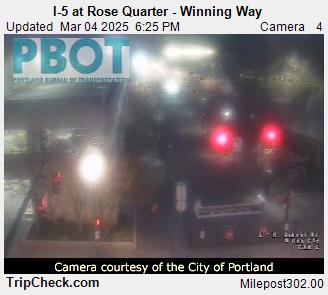 I-5 at Rose Quarter - Winning Way
Updated Mar 04 2025 6:25 PM Camera 4
PBOT
PORTLAND BUREAU OF TRANSPORTATION
Camera courtesy of the City of Portland
TripCheck.com Milepost302.00